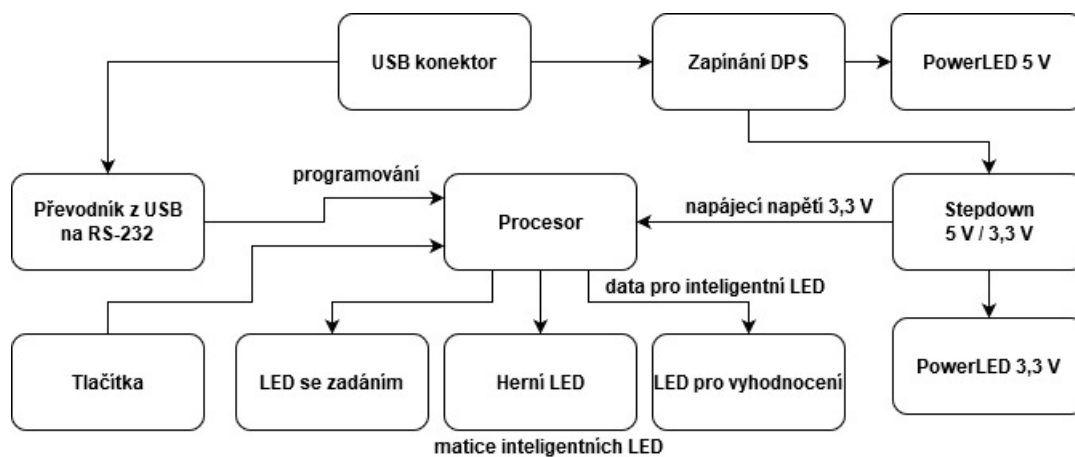 USB konektor
Zapínání DPS
PowerLED 5 V
programování
Převodník z USB
na RS-232
Procesor
napájecí napětí 3,3 V
Stepdown
5 V / 3,3 V
data pro inteligentní LED
Tlačítka
LED se zadáním
Herní LED
LED pro vyhodnocení
PowerLED 3,3 V
matice inteligentních LED